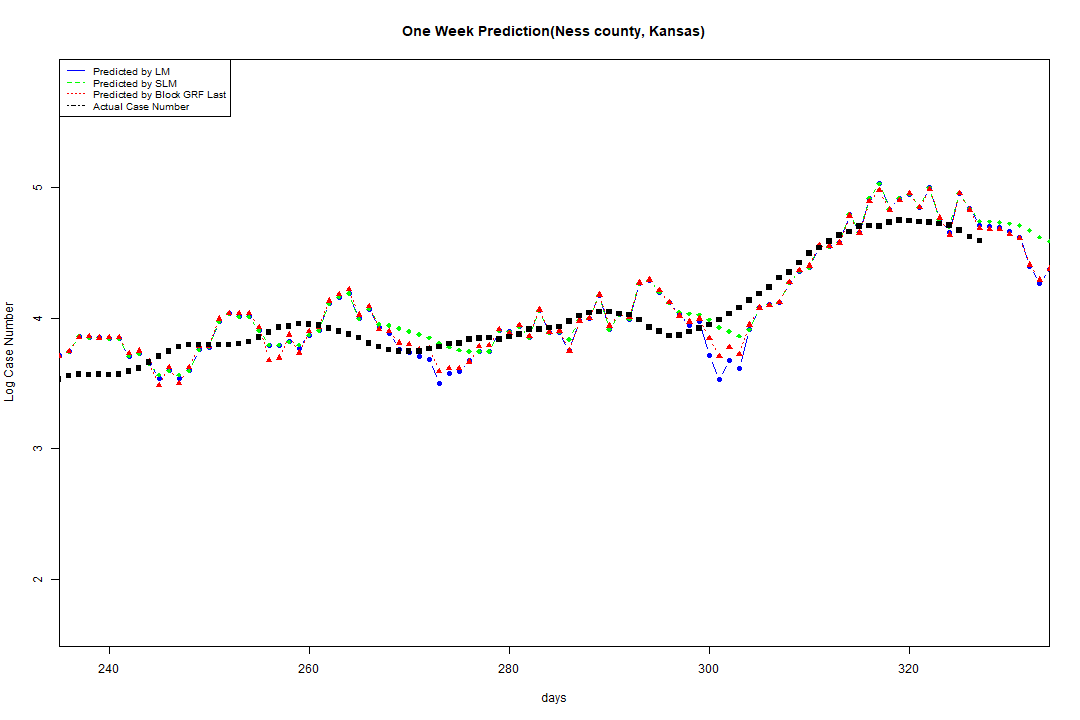 One Week Prediction(Ness county, Kansas)
Predicted by LM
Predicted by SLM
Predicted by Block GRF Last
Actual Case Number
5
4
3
2
Log Case Number
240 260 280 300 320
days